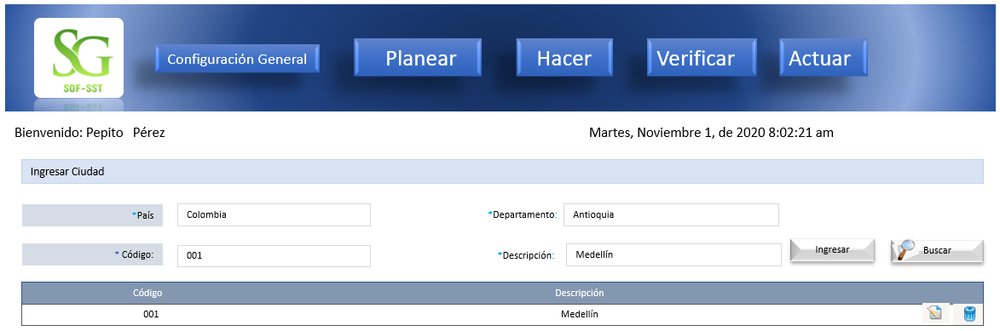 SG
SOF-SST
Configuración General
Planear
Hacer
Verificar
Actuar
Bienvenido: Pepito Pérez
Martes, Noviembre 1, de 2020 8:02:21 am
Ingresar Ciudad
*País
Colombia
*Departamento:
Antioquia
* Código:
001
*Descripción:
Medellín
Ingresar
Buscar
Código
Descripción
001
Medellín